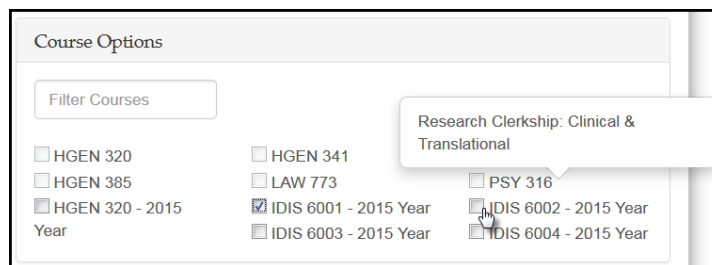 Course Options
Filter Courses
Research Clerkship: Clinical &
Translational
HGEN 320
HGEN 341
HGEN 385
LAW 773
PSY 316
HGEN 320 - 2015
Year
IDIS 6001 - 2015 Year
IDIS 6002 - 2015 Year
IDIS 6003 - 2015 Year
IDIS 6004 - 2015 Year